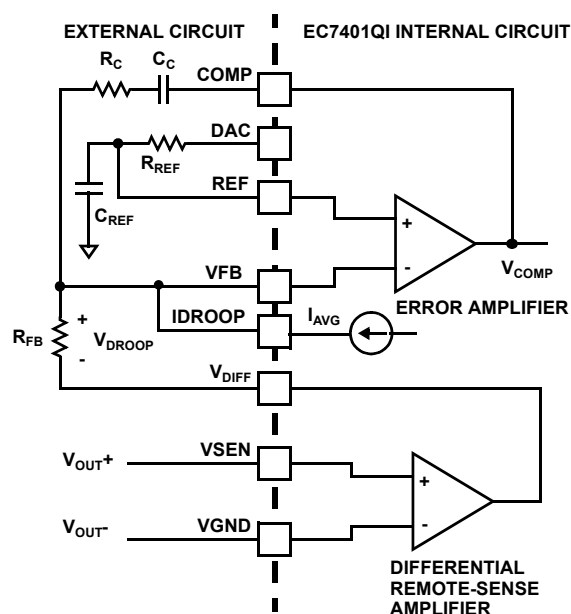 EXTERNAL CIRCUIT
EC7401QI INTERNAL CIRCUIT
RC
CC
COMP
DAC
RREF
REF
CREF
+
-
VCOMP
VFB
ERROR AMPLIFIER
IDROOP
IAVG
RFB
+
VDROOP
-
VDIFF
VOUT+
VSEN
+
VOUT-
VGND
-
DIFFERENTIAL
REMOTE-SENSE
AMPLIFIER